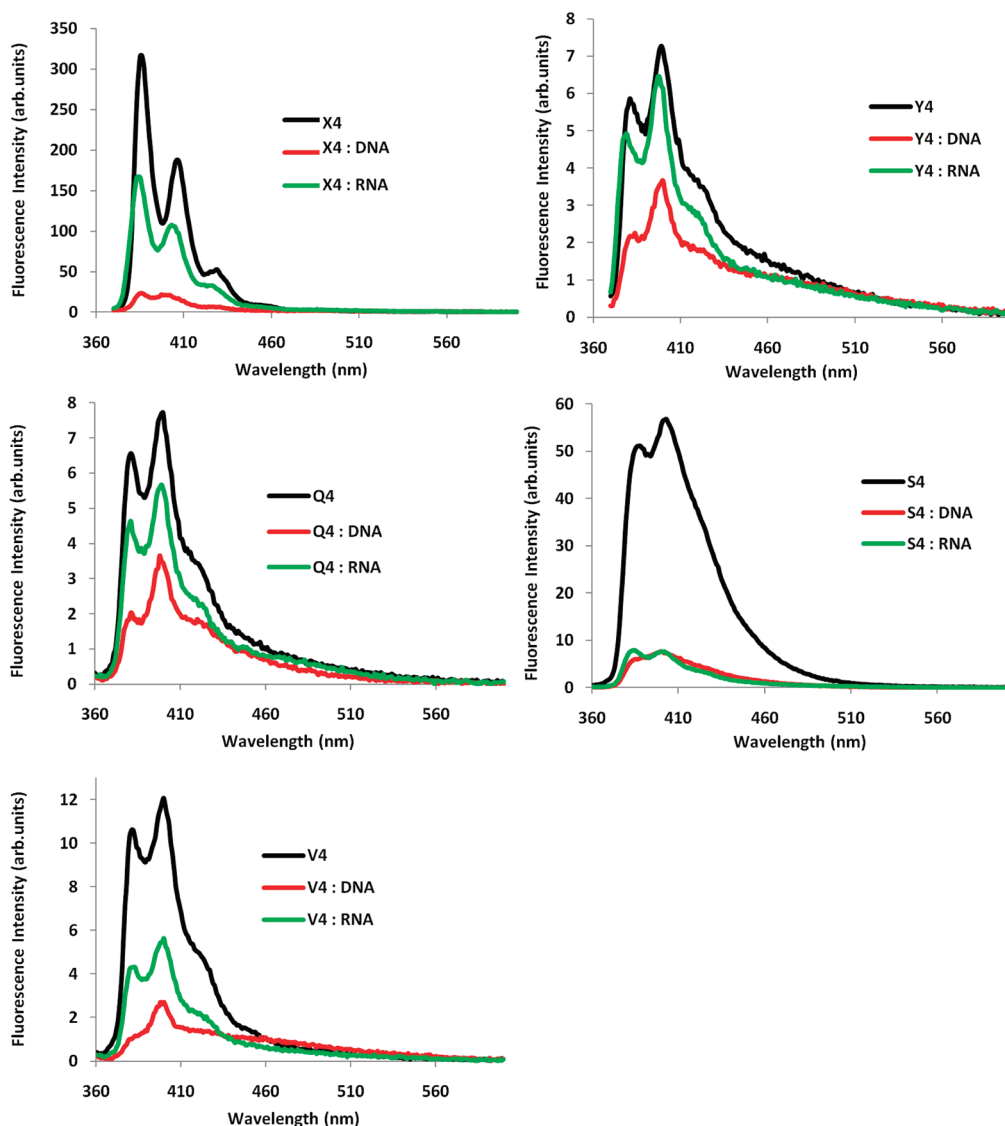 Fluorescence Intensity (arb.units)
350
300
250
200
150
100
50
0
360
410
460
510
560
Wavelength (nm)
X4
X4 : DNA
X4 : RNA
Fluorescence Intensity (arb.units)
8
7
6
5
4
3
2
1
0
360
410
460
510
560
Wavelength (nm)
Y4
Y4 : DNA
Y4 : RNA
Fluorescence Intensity (arb.units)
8
7
6
5
4
3
2
1
0
360
410
460
510
560
Wavelength (nm)
Q4
Q4 : DNA
Q4 : RNA
Fluorescence Intensity (arb.units)
60
50
40
30
20
10
0
360
410
460
510
560
Wavelength (nm)
S4
S4 : DNA
S4 : RNA
Fluorescence Intensity (arb.units)
12
10
8
6
4
2
0
360
410
460
510
560
Wavelength (nm)
V4
V4 : DNA
V4 : RNA